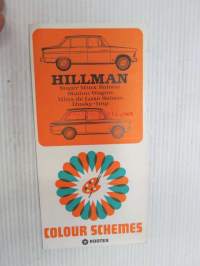 HILLMAN
Super Minx Saloon
Station Wagon
Minx de Luxe Saloon
Husky · Imp
COLOUR SCHEMES
ROOTES